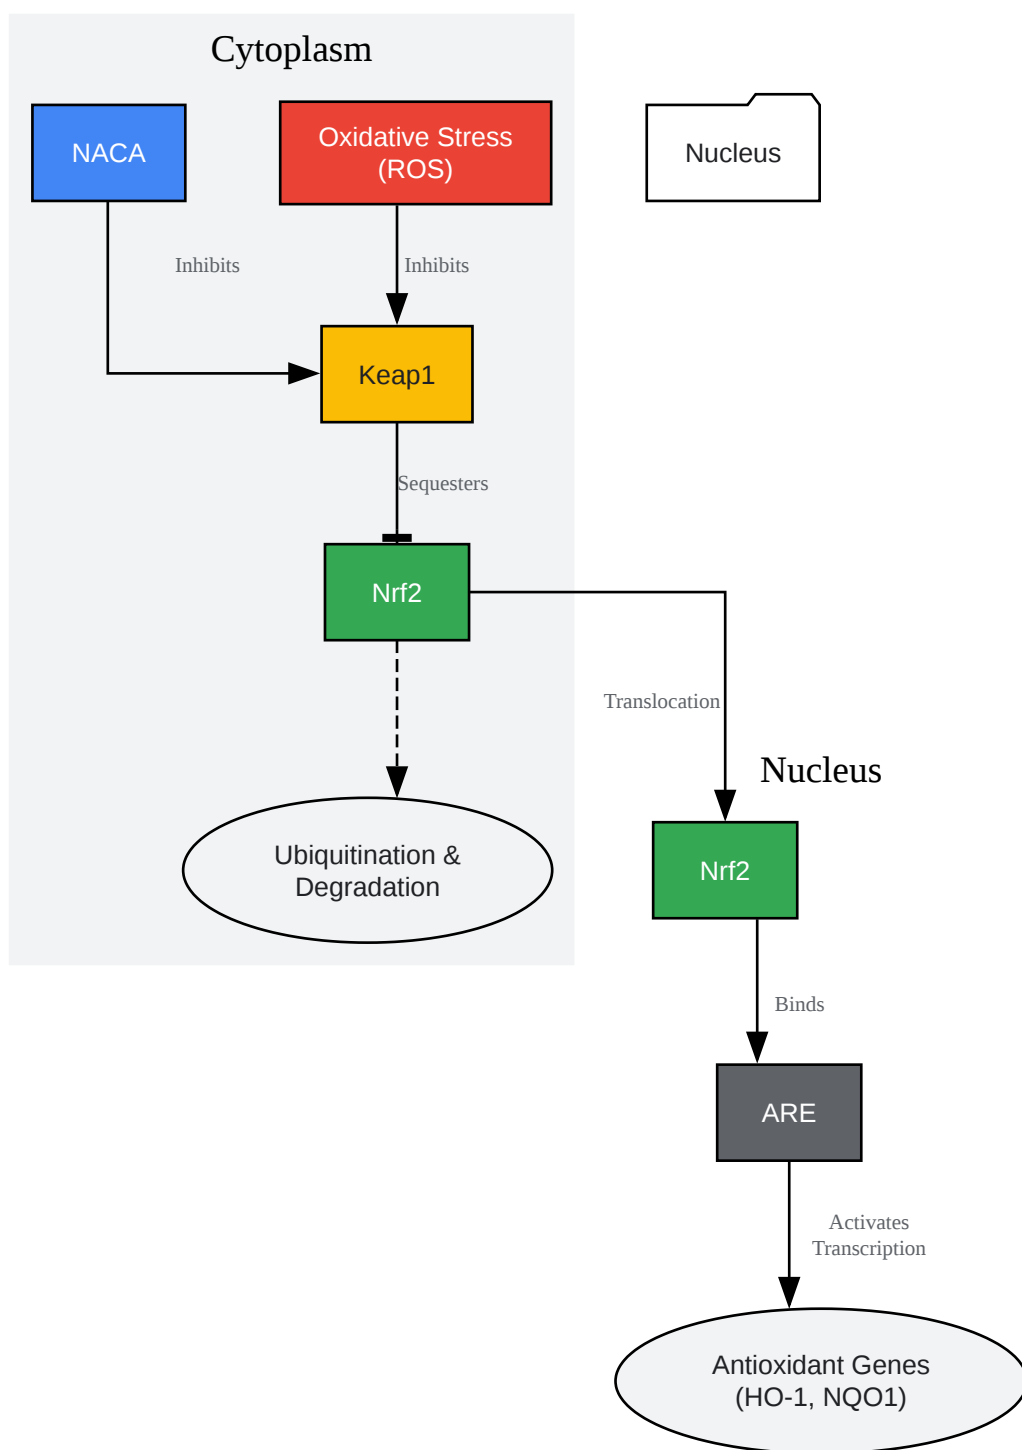 Cytoplasm
NACA
Oxidative Stress
(ROS)
Nucleus
Inhibits
Inhibits
Keap1
Sequesters
Nrf2
Translocation
Nucleus
Ubiquitination &
Degradation
Nrf2
Binds
ARE
Activates
Transcription
Antioxidant Genes
(HO-1, NQO1)